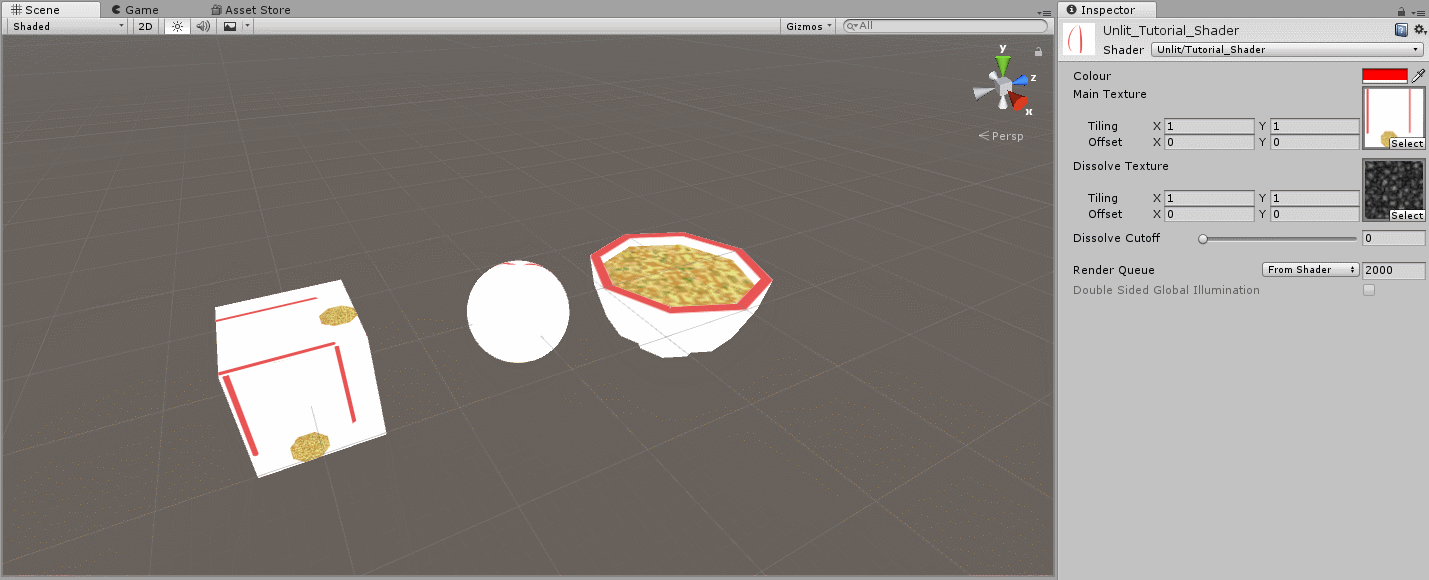 Scene
Game
Asset Store
Shaded
2D
Gizmos
All
y
z
x
Persp
Inspector
Unlit_Tutorial_Shader
Shader Unlit/Tutorial_Shader
Colour
Main Texture
Tiling X 1 Y 1
Offset X 0 Y 0
Select
Dissolve Texture
Tiling X 1 Y 1
Offset X 0 Y 0
Select
Dissolve Cutoff 0
Render Queue From Shader 2000
Double Sided Global Illumination